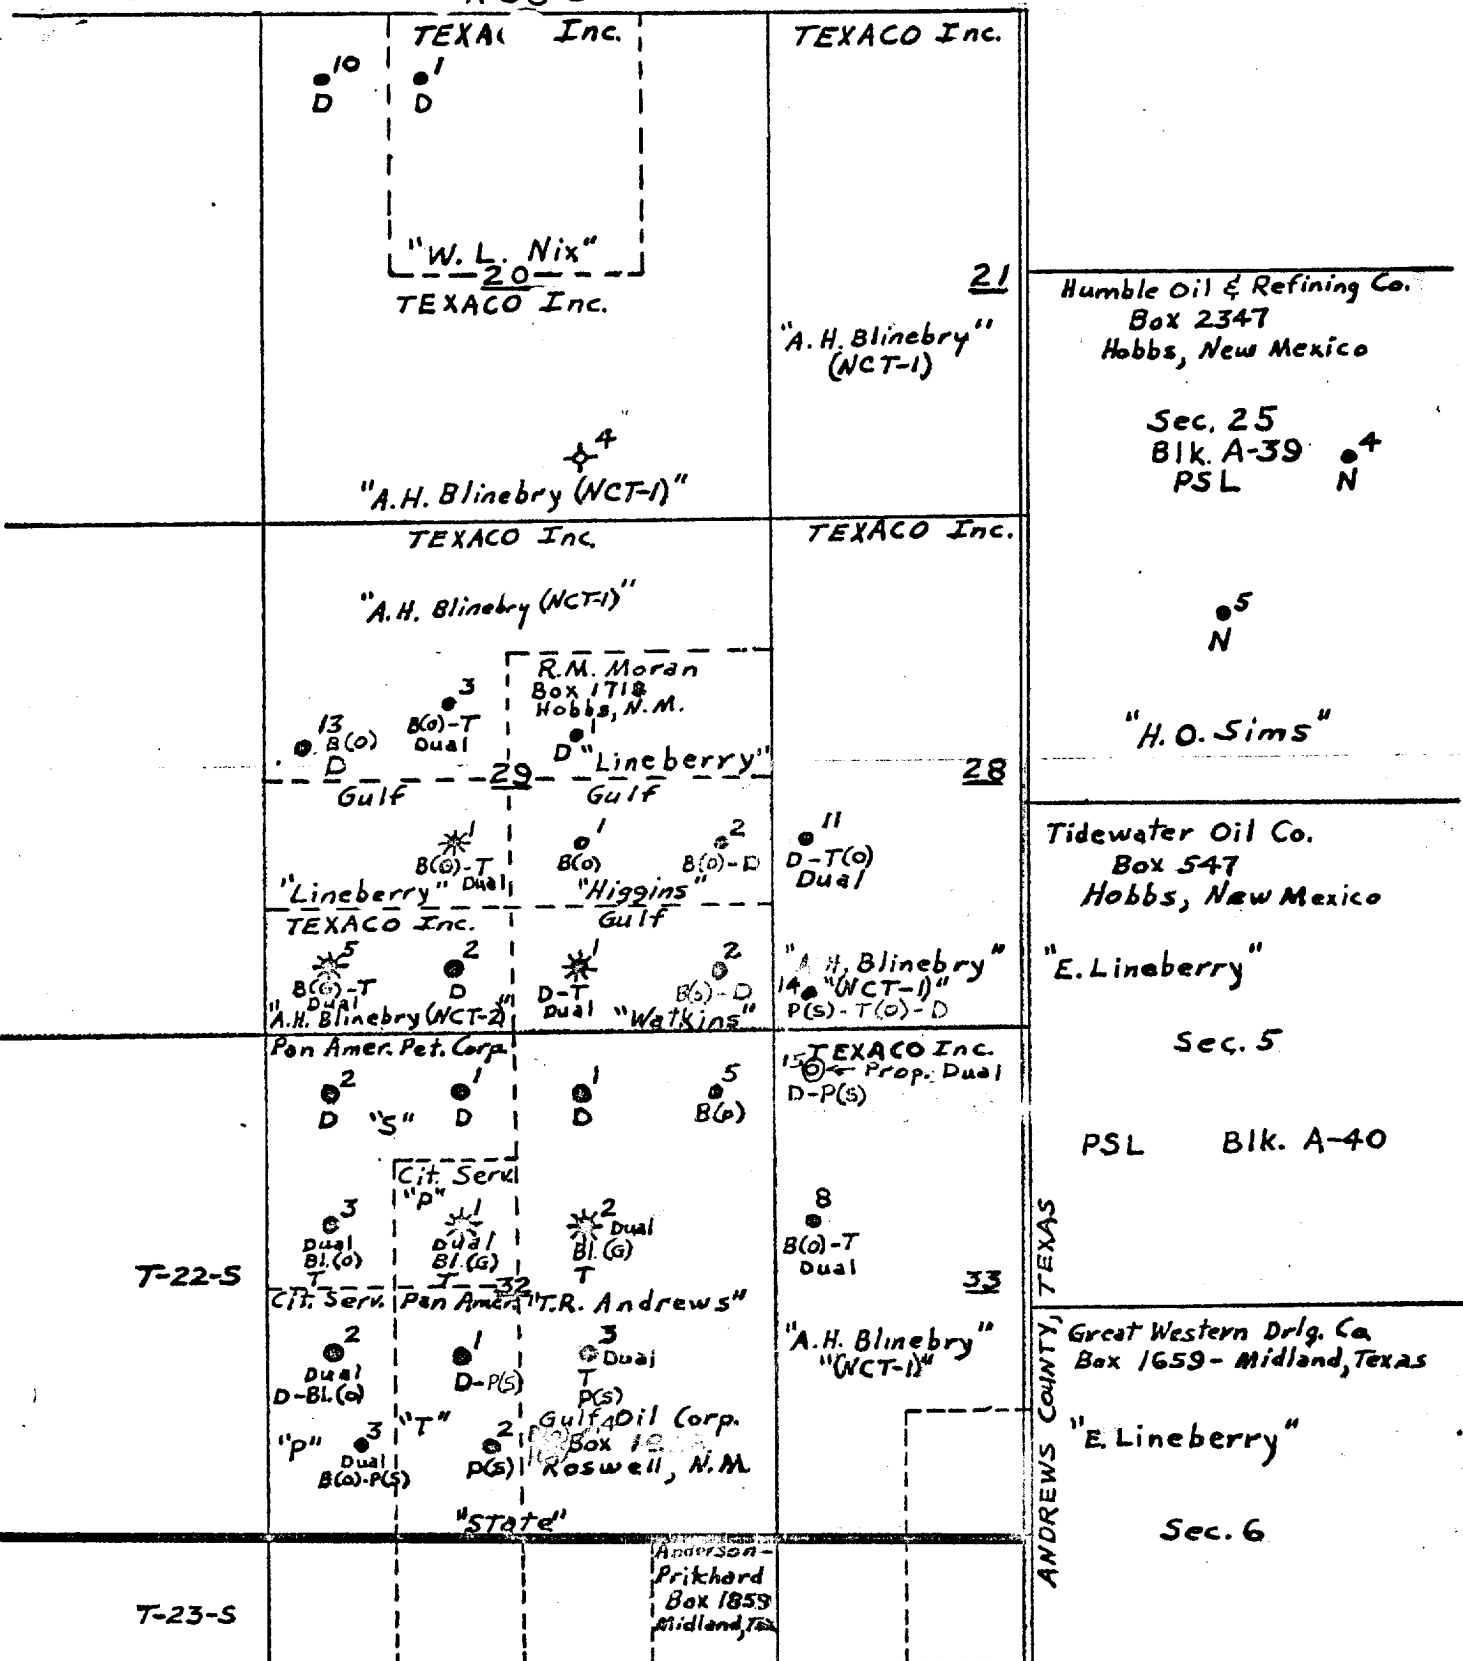 TEXA Inc.
10
D
1
D
"W. L. Nix"
20
TEXACO Inc.
4
"A.H. Blinebry (NCT-1)"
TEXACO Inc.
21
"A. H. Blinebry"
(NCT-1)
Humble Oil & Refining Co.
Box 2347
Hobbs, New Mexico
Sec. 25
Blk. A-39
PSL
4
N
5
N
"H. O. Sims"
TEXACO Inc.
"A.H. Blinebry (NCT-1)"
3
B(O)-T
Dual
13
B(O)
D
R.M. Moran
Box 1718
Hobbs, N.M.
1
D "Lineberry"
29
Gulf
1
B(G)-T
Dual
"Lineberry"
Gulf
1
B(O)
2
B(O)-D
"Higgins"
TEXACO Inc.
5
B(G)-T
Dual
2
D
"A.H. Blinebry (NCT-2)"
Gulf
1
D-T
Dual
2
B(O)-D
"Watkins"
TEXACO Inc.
28
11
D-T(O)
Dual
"A.H. Blinebry"
14 "(NCT-1)"
P(S)-T(O)-D
Tidewater Oil Co.
Box 547
Hobbs, New Mexico
"E. Lineberry"
Sec. 5
PSL Blk. A-40
Pan Amer. Pet. Corp.
2
D
"S"
1
D
1
D
5
B(O)
3
Dual
Bl.(O)
T
Cit. Serv.
"P"
1
Dual
Bl.(G)
T
2
Dual
Bl.(G)
T
32
"T.R. Andrews"
TEXACO Inc.
15 Prop. Dual
D-P(S)
8
B(O)-T
Dual
33
"A.H. Blinebry"
"(NCT-1)"
T-22-S
Cit. Serv.
2
Dual
D-BL.(O)
"P"
3
Dual
B(O)-P(S)
Pan Amer.
1
D-P(S)
"T"
2
P(S)
"State"
3
Dual
T
P(S)
4
Gulf Oil Corp.
Box
Roswell, N.M.
ANDREWS COUNTY, TEXAS
Great Western Drlg. Co.
Box 1659-Midland, Texas
"E. Lineberry"
Sec. 6
T-23-S
Anderson-
Prikhard
Box 1859
Midland, Tex